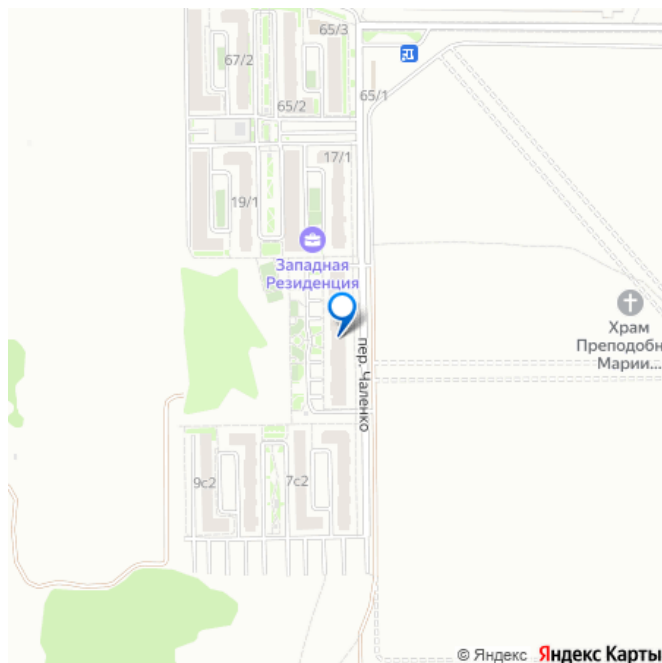 65/3
67/2
65/1
65/2
17/1
19/1
Западная
Резиденция
Храм
Преподобн
Марии...
пер. Чаленко
9с2
7с2
© Яндекс Яндекс Карты